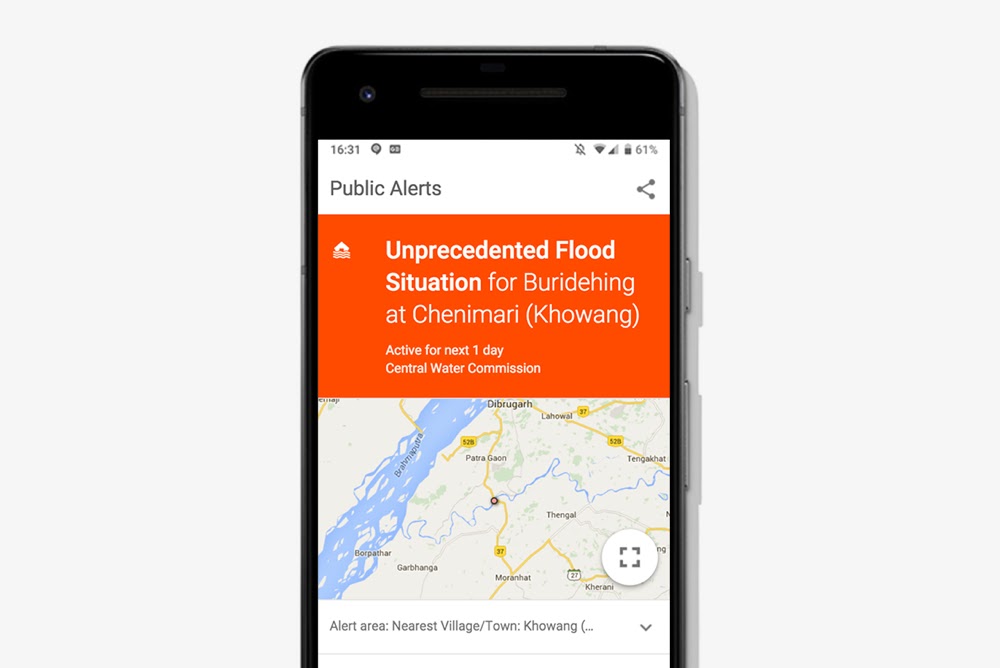 16:31
61%
Public Alerts
Unprecedented Flood
Situation for Buridehing
at Chenimari (Khowang)
Active for next 1 day
Central Water Commission
Dibrugarh
Lahowal
37
52B
52B
Brahmaputra
Patra Gaon
Tengakhat
Thengal
37
Borpathar
Garbhanga
Moranhat
27
Kherani
Alert area: Nearest Village/Town: Khowang (…